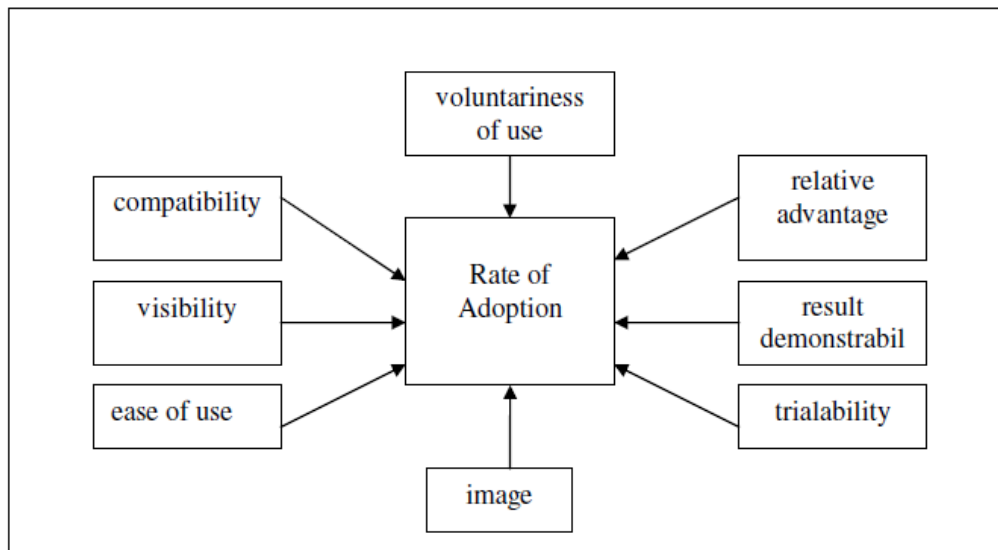 voluntariness
of use
compatibility
relative
advantage
Rate of
Adoption
visibility
result
demonstrabil
ease of use
trialability
image